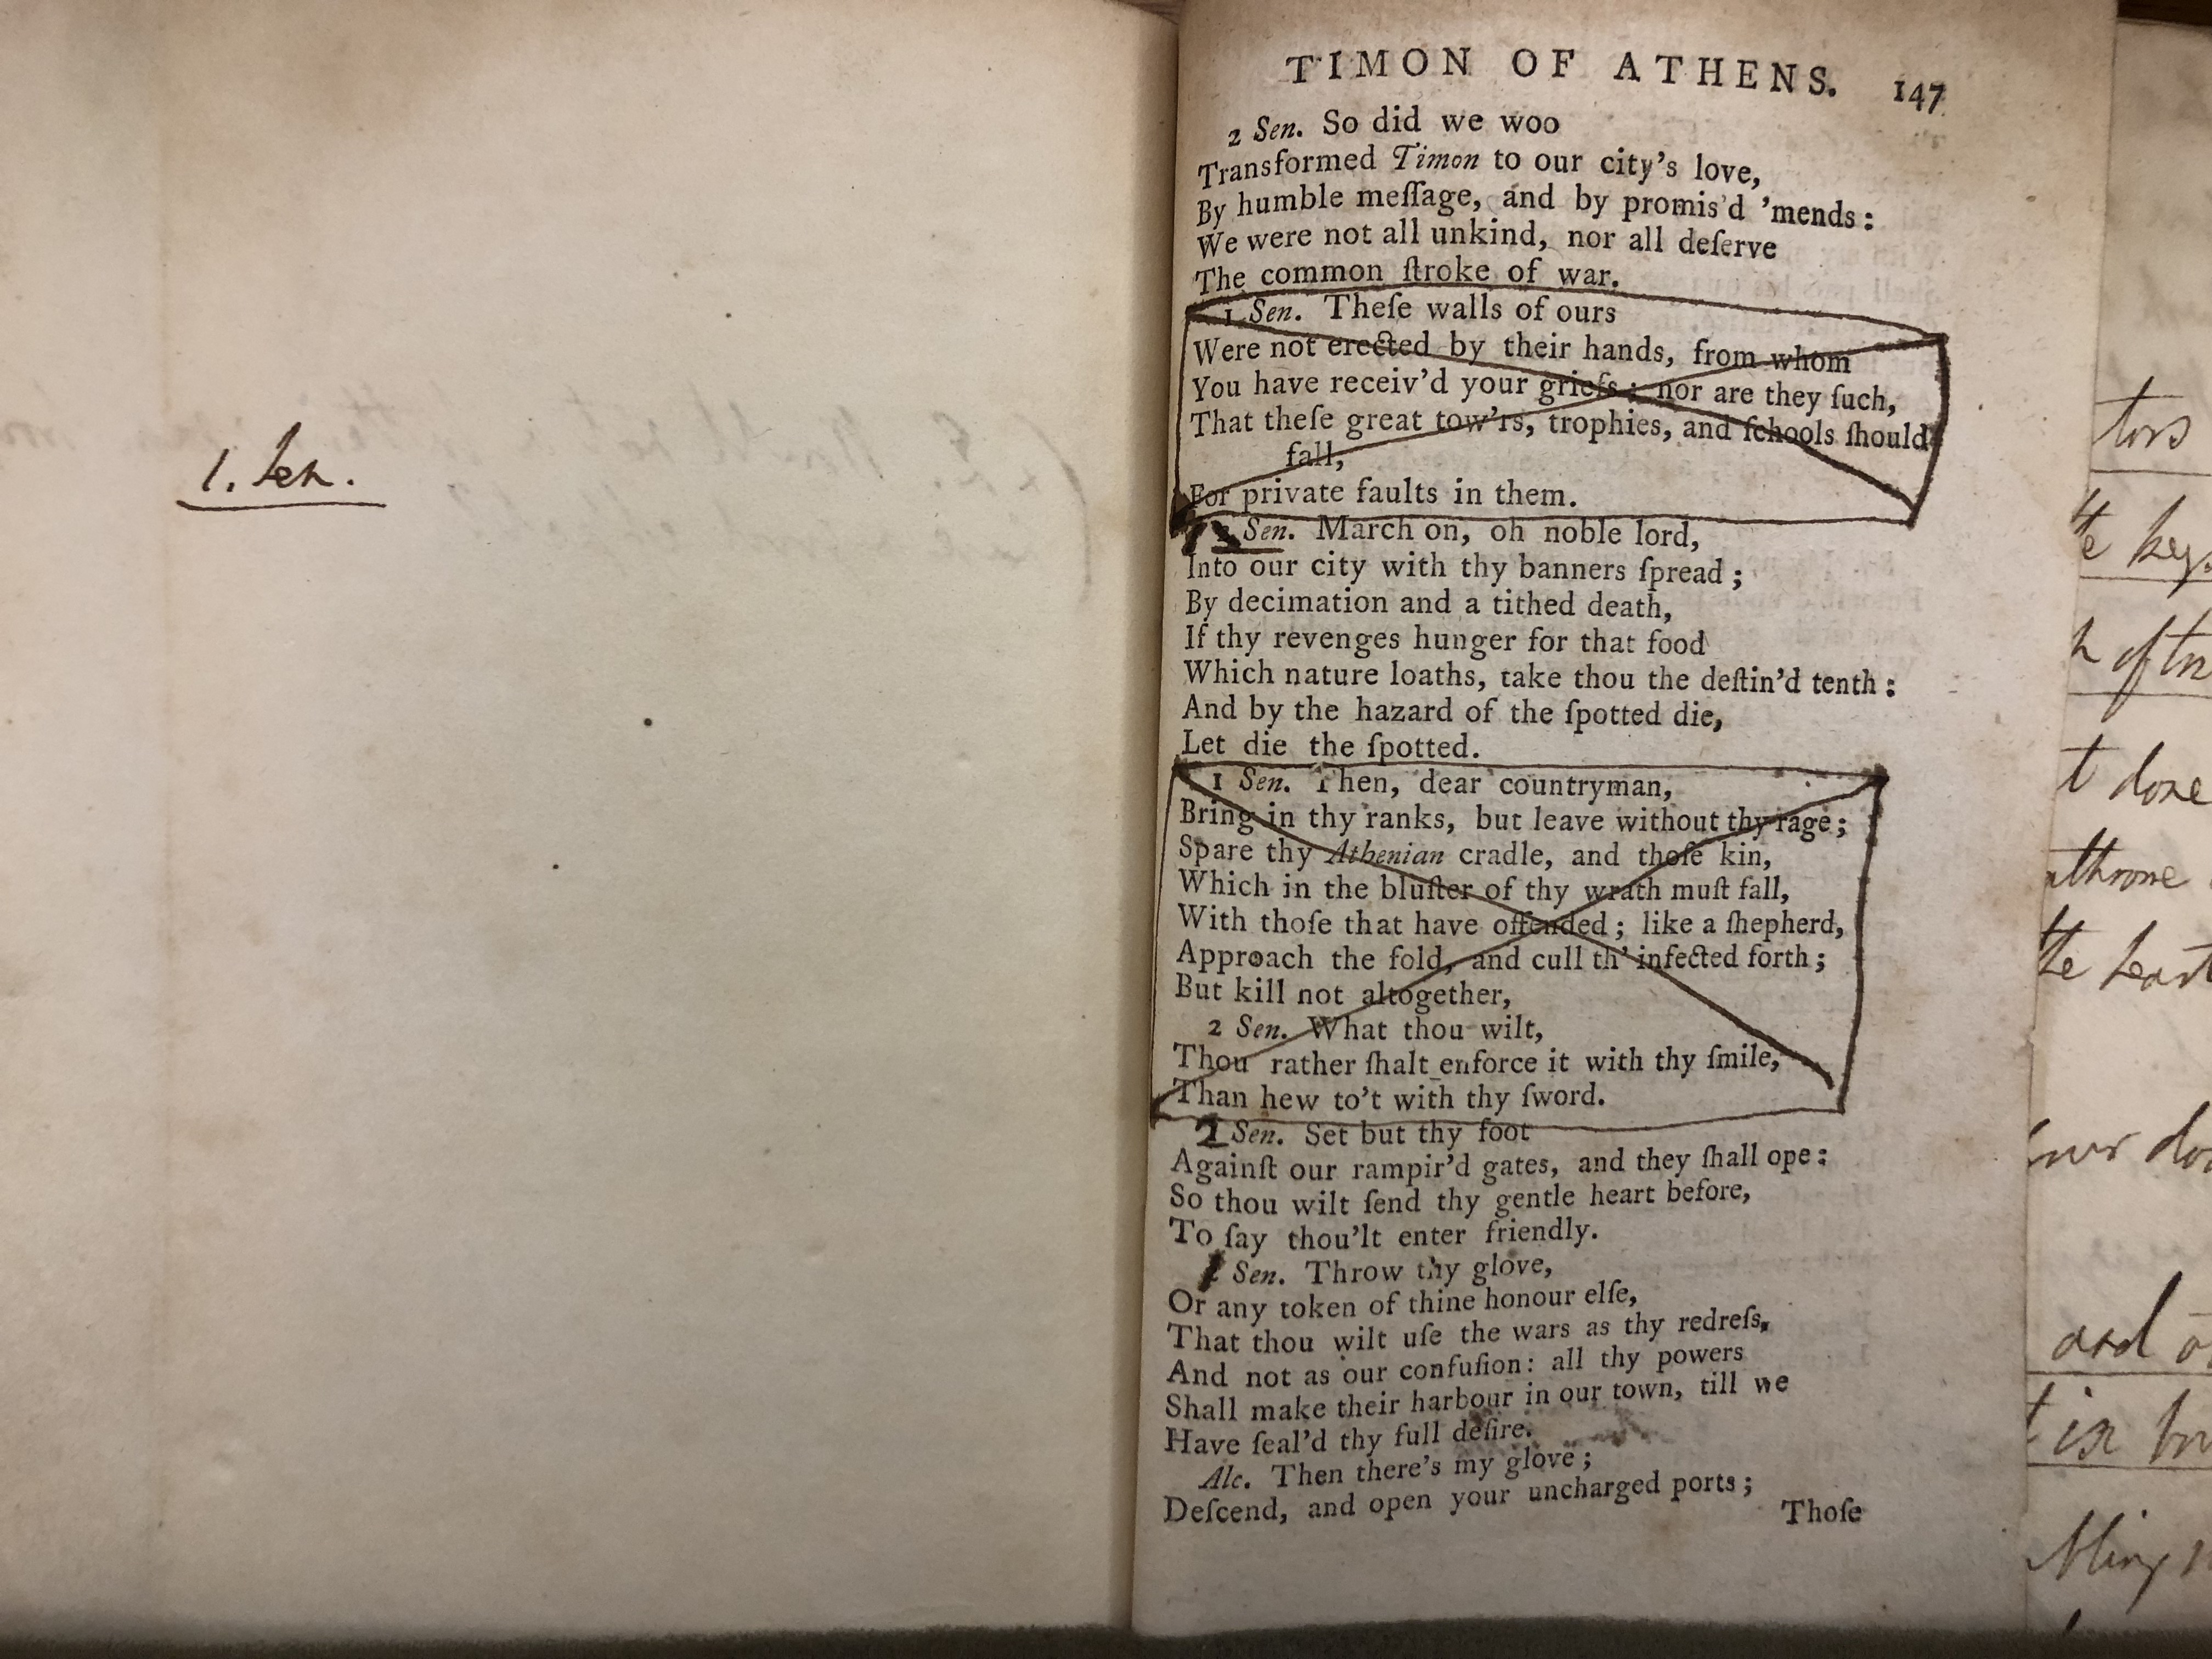 TIMON OF ATHENS. 147
2 Sen. So did we woo
Transformed Timon to our city's love,
By humble meſſage, and by promis'd 'mends:
We were not all unkind, nor all deſerve
The common ſtroke of war.
1 Sen. Theſe walls of ours
Were not erected by their hands, from whom
You have receiv'd your griefs; nor are they ſuch,
That theſe great tow'rs, trophies, and ſchools ſhould
fall,
For private faults in them.
2 Sen. March on, oh noble lord,
Into our city with thy banners ſpread;
By decimation and a tithed death,
If thy revenges hunger for that food
Which nature loaths, take thou the deſtin'd tenth:
And by the hazard of the ſpotted die,
Let die the ſpotted.
1 Sen. Then, dear countryman,
Bring in thy ranks, but leave without thy rage;
Spare thy Athenian cradle, and thoſe kin,
Which in the bluſter of thy wrath muſt fall,
With thoſe that have offended; like a ſhepherd,
Approach the fold, and cull th' infected forth;
But kill not altogether,
2 Sen. What thou wilt,
Thou rather ſhalt enforce it with thy ſmile,
Than hew to't with thy ſword.
Sen. Set but thy foot
Againſt our rampir'd gates, and they ſhall ope:
So thou wilt ſend thy gentle heart before,
To ſay thou'lt enter friendly.
Sen. Throw thy glove,
Or any token of thine honour elſe,
That thou wilt uſe the wars as thy redreſs,
And not as our confuſion: all thy powers
Shall make their harbour in our town, till we
Have ſeal'd thy full deſire.
Alc. Then there's my glove;
Deſcend, and open your uncharged ports;
Thoſe
1. Sen.
the
throne